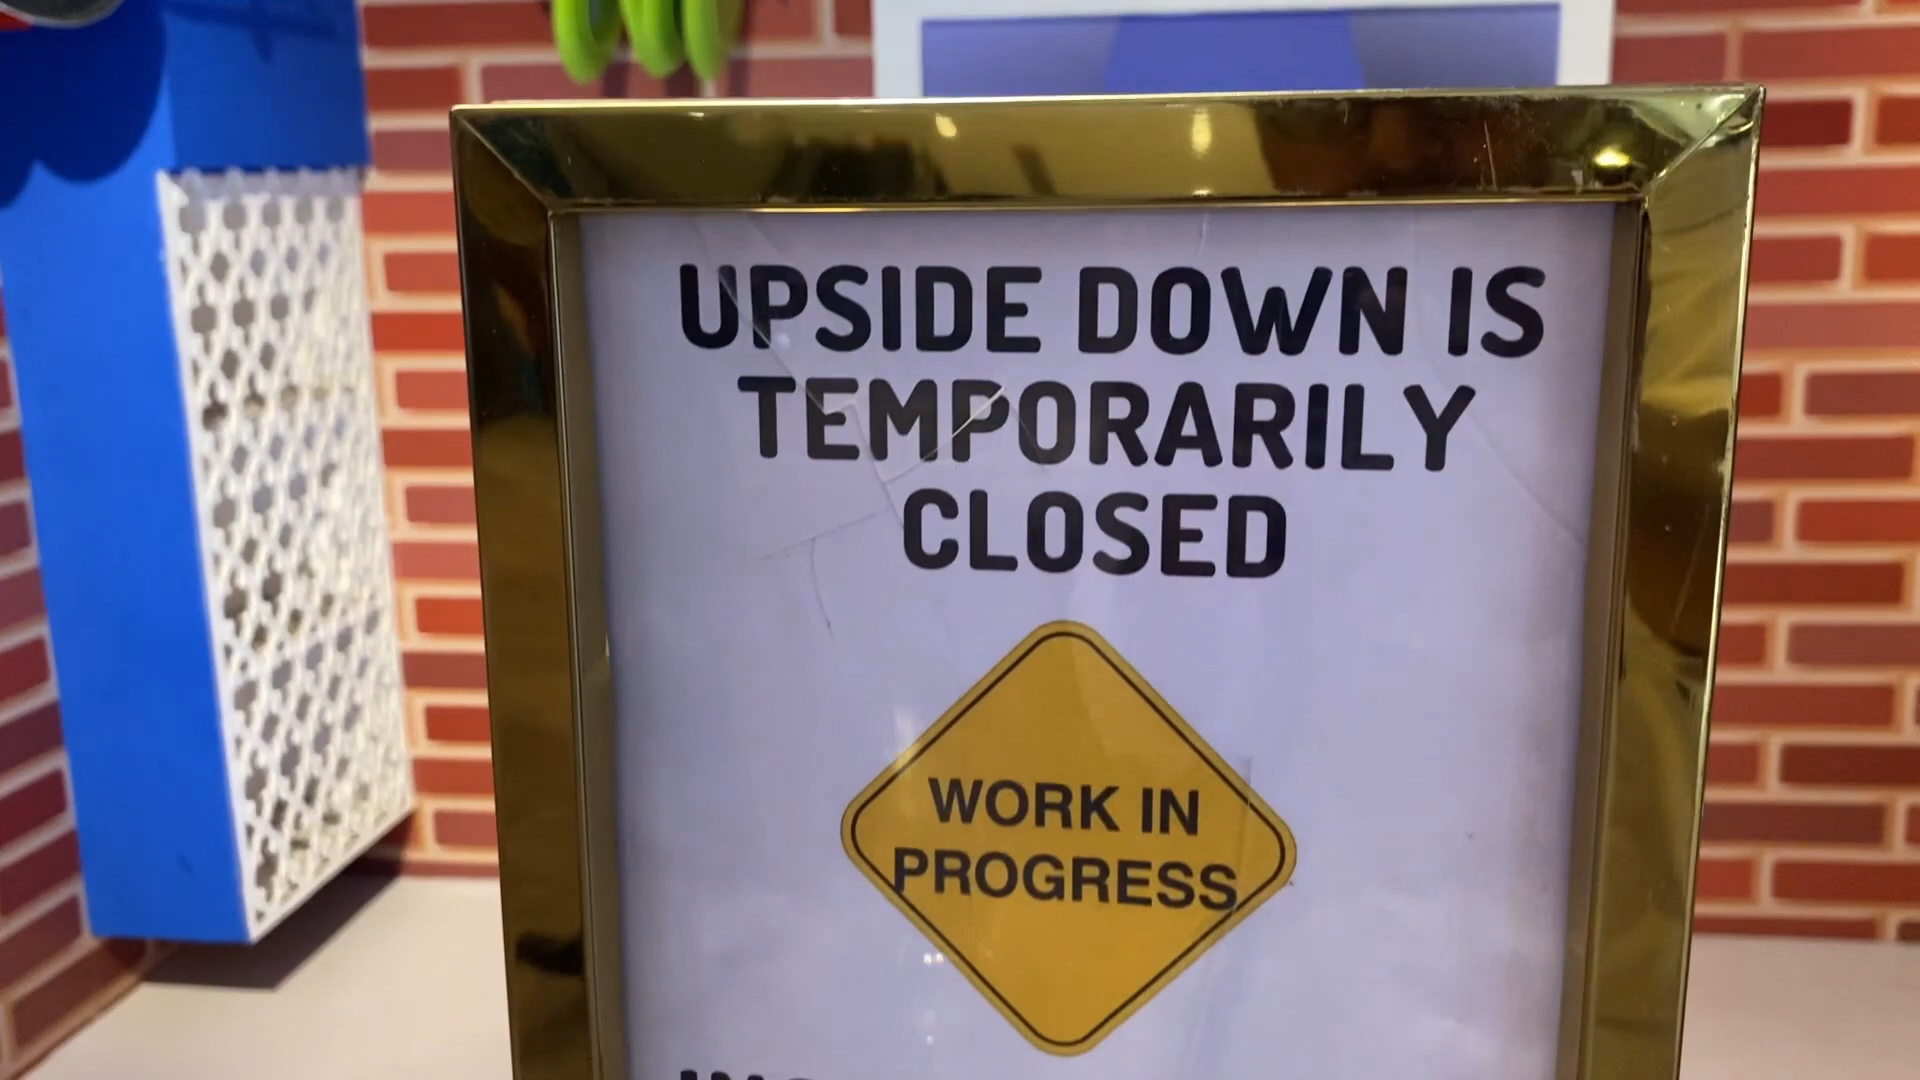 UPSIDE DOWN IS
TEMPORARILY
CLOSED
WORK IN
PROGRESS